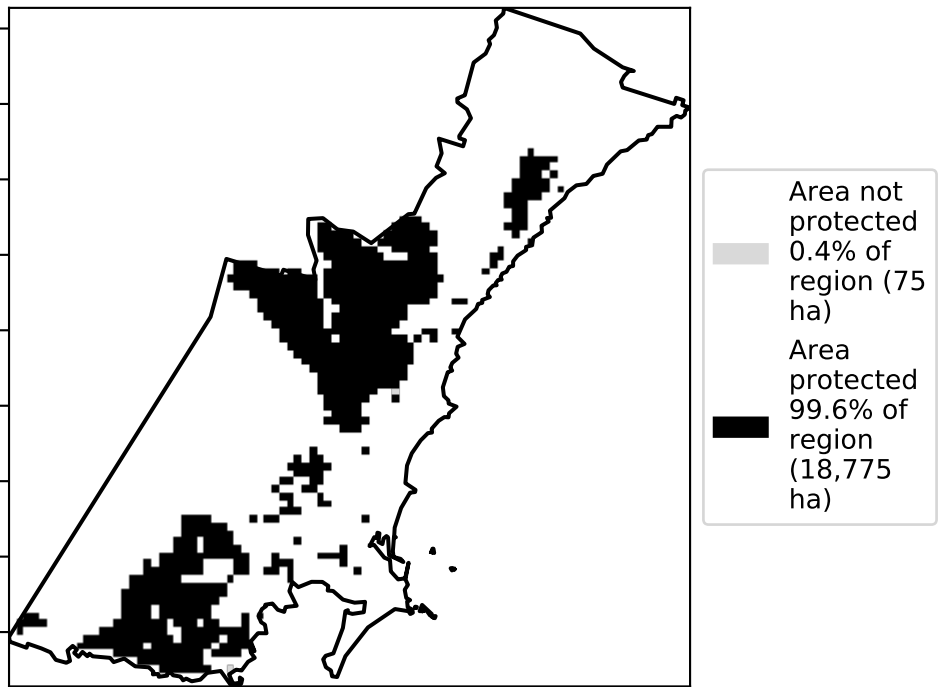 Area not
protected
0.4% of
region (75
ha)
Area
protected
99.6% of
region
(18,775
ha)